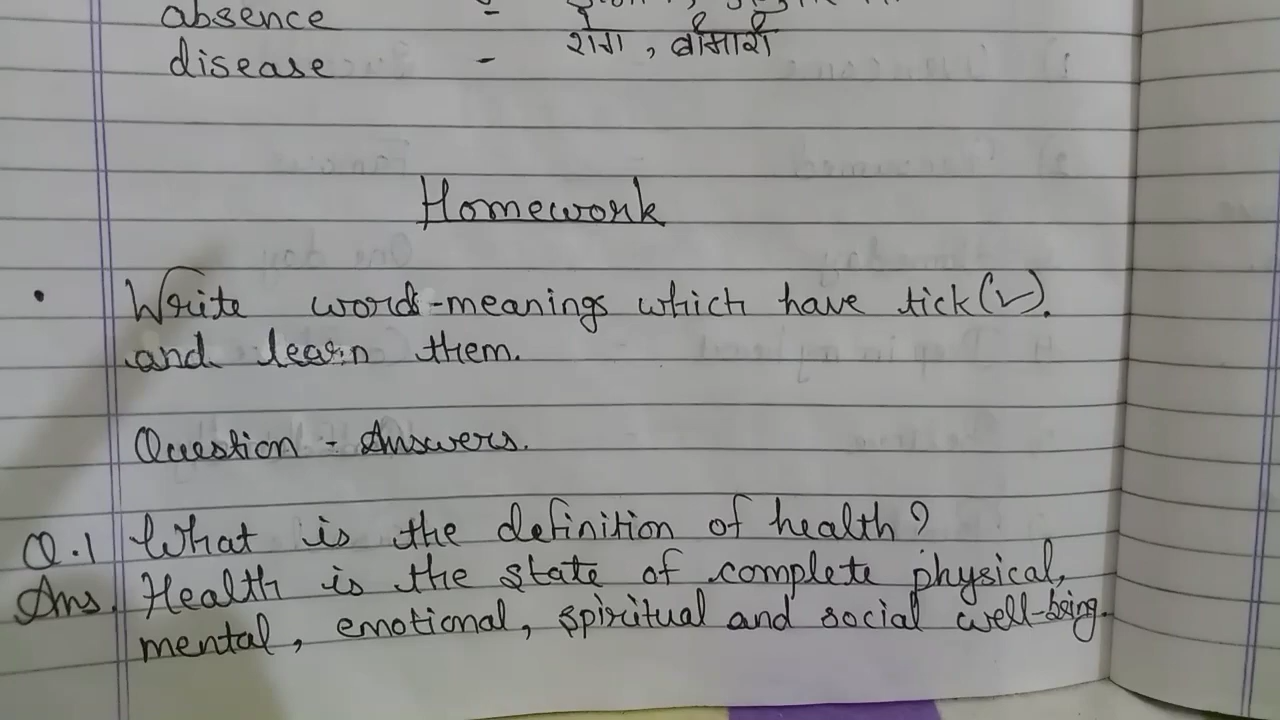 absence -
disease - रोग, बीमारी
Homework
• Write word-meanings which have tick (✓).
and learn them.
Question - Answers.
Q.1 What is the definition of health?
Ans. Health is the state of complete physical,
mental, emotional, spiritual and social well-being.